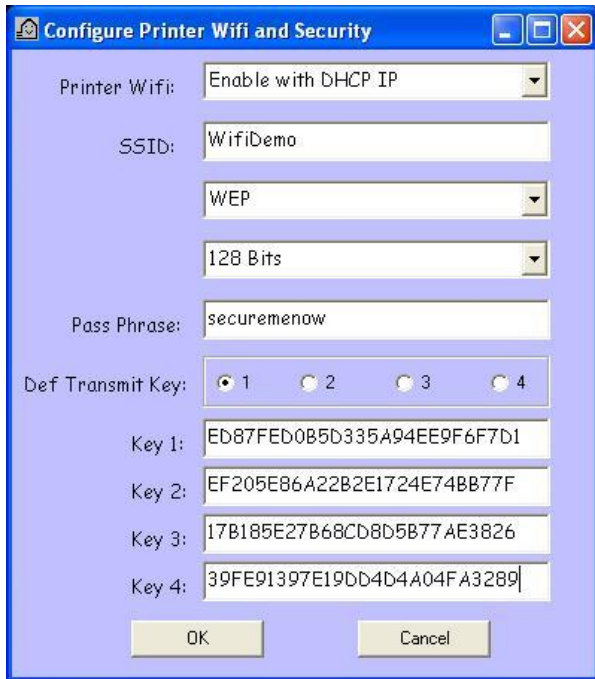 Configure Printer Wifi and Security
Printer Wifi: Enable with DHCP IP
SSID: WifiDemo
WEP
128 Bits
Pass Phrase: securemenow
Def Transmit Key: 1 2 3 4
Key 1: ED87FED0B5D335A94EE9F6F7D1
Key 2: EF205E86A22B2E1724E74BB77F
Key 3: 17B185E27B68CD8D5B77AE3826
Key 4: 39FE91397E19DD4D4A04FA3289
OK Cancel